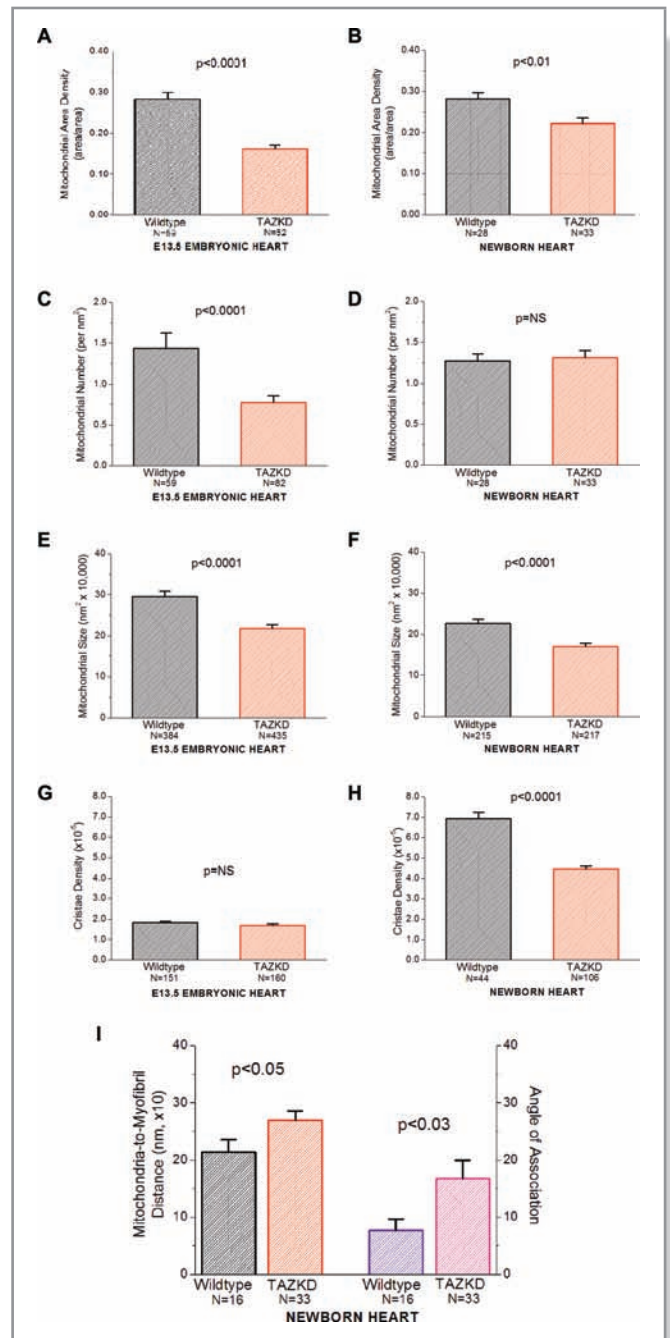 A
p<0.0001
Mitochondrial Area Density
(area/area)
0.40
0.30
0.20
0.10
0.00
Wildtype
TAZKD
E13.5 EMBRYONIC HEART
B
p<0.01
Mitochondrial Area Density
(area/area)
0.40
0.30
0.20
0.10
0.00
Wildtype
N=28
TAZKD
N=33
NEWBORN HEART
C
p<0.0001
Mitochondrial Number (per nm²)
2.0
1.5
1.0
0.5
0.0
Wildtype
N=59
TAZKD
N=82
E13.5 EMBRYONIC HEART
D
p=NS
Mitochondrial Number (per nm²)
2.0
1.5
1.0
0.5
0.0
Wildtype
N=28
TAZKD
N=33
NEWBORN HEART
E
p<0.0001
Mitochondrial Size (nm² x 10,000)
40
30
20
10
0
Wildtype
N=384
TAZKD
N=435
E13.5 EMBRYONIC HEART
F
p<0.0001
Mitochondrial Size (nm² x 10,000)
40
30
20
10
0
Wildtype
N=215
TAZKD
N=217
NEWBORN HEART
G
p=NS
Cristae Density (x10⁻⁵)
8.0
7.0
6.0
5.0
4.0
3.0
2.0
1.0
0.0
Wildtype
N=151
TAZKD
N=160
E13.5 EMBRYONIC HEART
H
p<0.0001
Cristae Density (x10⁻⁵)
8.0
7.0
6.0
5.0
4.0
3.0
2.0
1.0
0.0
Wildtype
N=44
TAZKD
N=106
NEWBORN HEART
I
p<0.05
p<0.03
Mitochondria-to-Myofibril
Distance (nm, x10)
40
30
20
10
0
Angle of Association
40
30
20
10
0
Wildtype
N=16
TAZKD
N=33
Wildtype
N=16
TAZKD
N=33
NEWBORN HEART